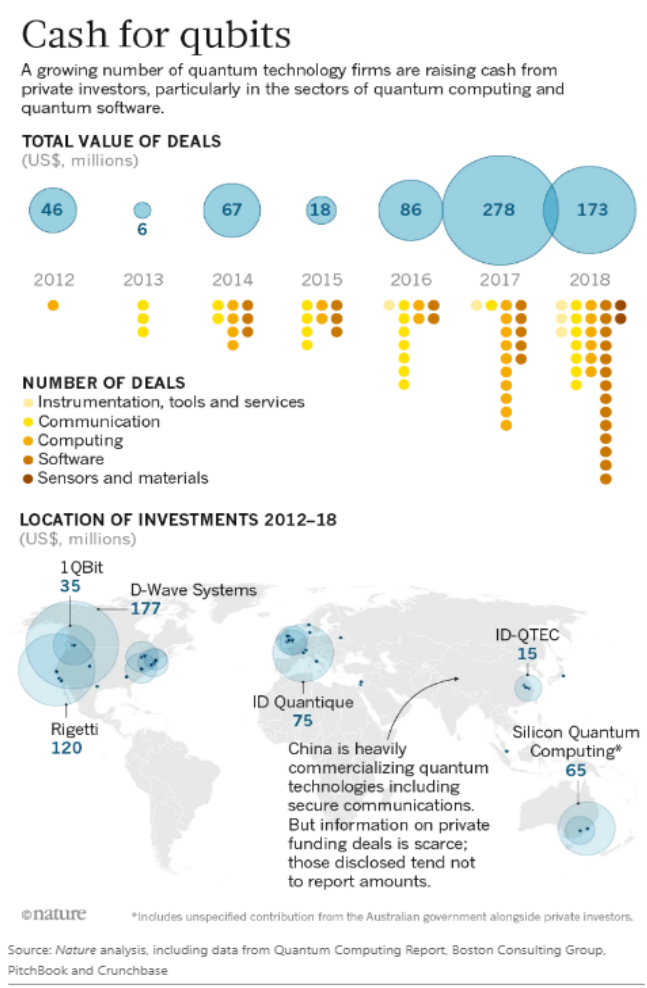 Cash for qubits
A growing number of quantum technology firms are raising cash from
private investors, particularly in the sectors of quantum computing and
quantum software.
TOTAL VALUE OF DEALS
(US$, millions)
46
6
67
18
86
278
173
2012
2013
2014
2015
2016
2017
2018
NUMBER OF DEALS
Instrumentation, tools and services
Communication
Computing
Software
Sensors and materials
LOCATION OF INVESTMENTS 2012–18
(US$, millions)
1QBit
35
D-Wave Systems
177
Rigetti
120
ID Quantique
75
ID-QTEC
15
Silicon Quantum
Computing*
65
China is heavily
commercializing quantum
technologies including
secure communications.
But information on private
funding deals is scarce;
those disclosed tend not
to report amounts.
©nature
*Includes unspecified contribution from the Australian government alongside private investors.
Source: Nature analysis, including data from Quantum Computing Report, Boston Consulting Group,
PitchBook and Crunchbase